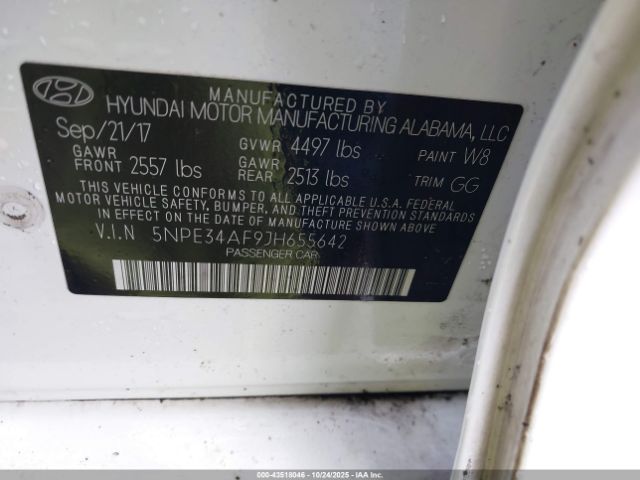 MANUFACTURED BY
HYUNDAI MOTOR MANUFACTURING ALABAMA, LLC
Sep/21/17
GAWR FRONT 2557 lbs
GVWR 4497 lbs
GAWR REAR 2513 lbs
PAINT W8
TRIM GG
THIS VEHICLE CONFORMS TO ALL APPLICABLE U.S.A. FEDERAL
MOTOR VEHICLE SAFETY, BUMPER, AND THEFT PREVENTION STANDARDS
IN EFFECT ON THE DATE OF MANUFACTURE SHOWN ABOVE.
V.I.N 5NPE34AF9JH655642
PASSENGER CAR
000-43518046 - 10/24/2025 - IAAI.COM